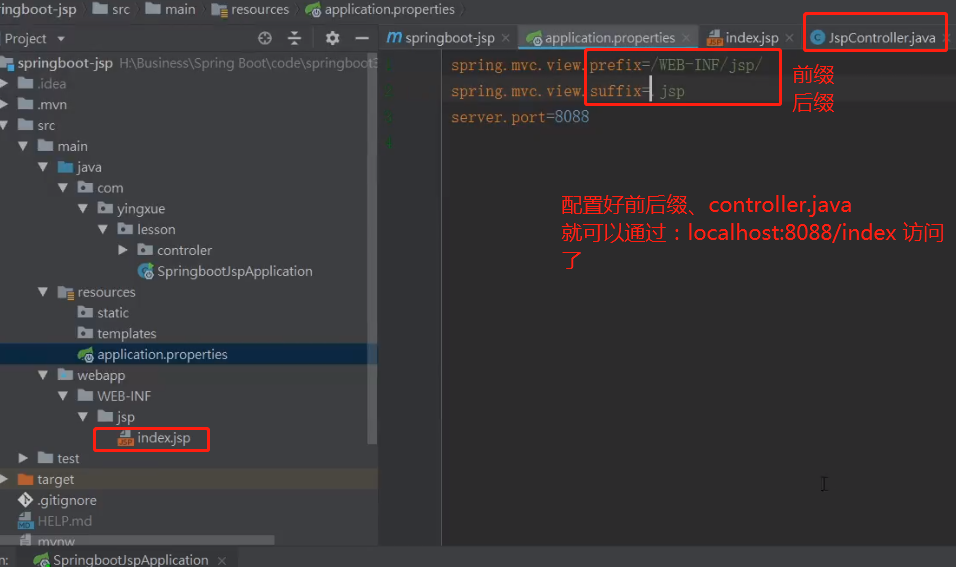 ringboot-jsp src main resources application.properties
Project
springboot-jsp application.properties index.jsp JspController.java
springboot-jsp H:\Business\Spring Boot\code\springboot
.idea
.mvn
src
main
java
com
yingxue
lesson
controler
SpringbootJspApplication
resources
static
templates
application.properties
webapp
WEB-INF
jsp
index.jsp
test
target
.gitignore
HELP.md
mvnw
spring.mvc.view.prefix=/WEB-INF/jsp/
spring.mvc.view.suffix=.jsp
server.port=8088
前缀
后缀
配置好前后缀、controller.java
就可以通过：localhost:8088/index 访问
了
n: SpringbootJspApplication